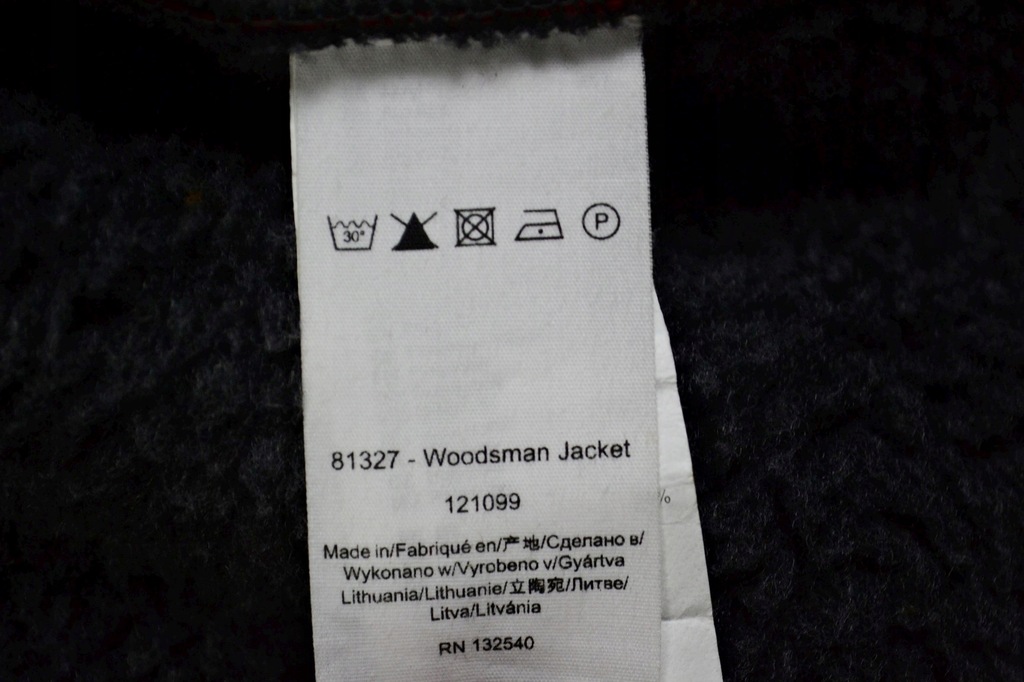 30°
P
81327 - Woodsman Jacket
121099
Made in/Fabriqué en/产地/Сделано в/
Wykonano w/Vyrobeno v/Gyártva
Lithuania/Lithuanie/立陶宛/Литве/
Litva/Litvánia
RN 132540
%